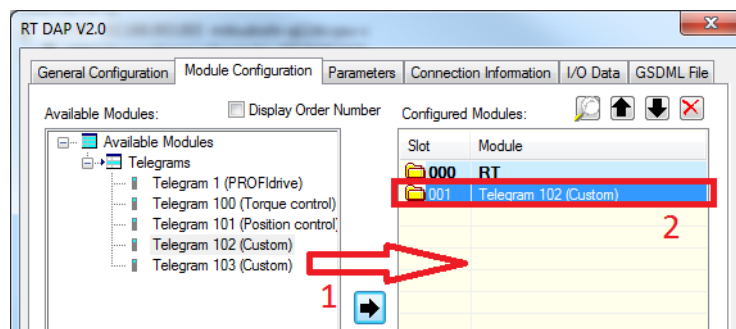 RT DAP V2.0
General Configuration Module Configuration Parameters Connection Information I/O Data GSDML File
Available Modules: Display Order Number Configured Modules:
Available Modules
Telegrams
Telegram 1 (PROFIdrive)
Telegram 100 (Torque control)
Telegram 101 (Position control)
Telegram 102 (Custom)
Telegram 103 (Custom)
1
Slot Module
000 RT
001 Telegram 102 (Custom)
2